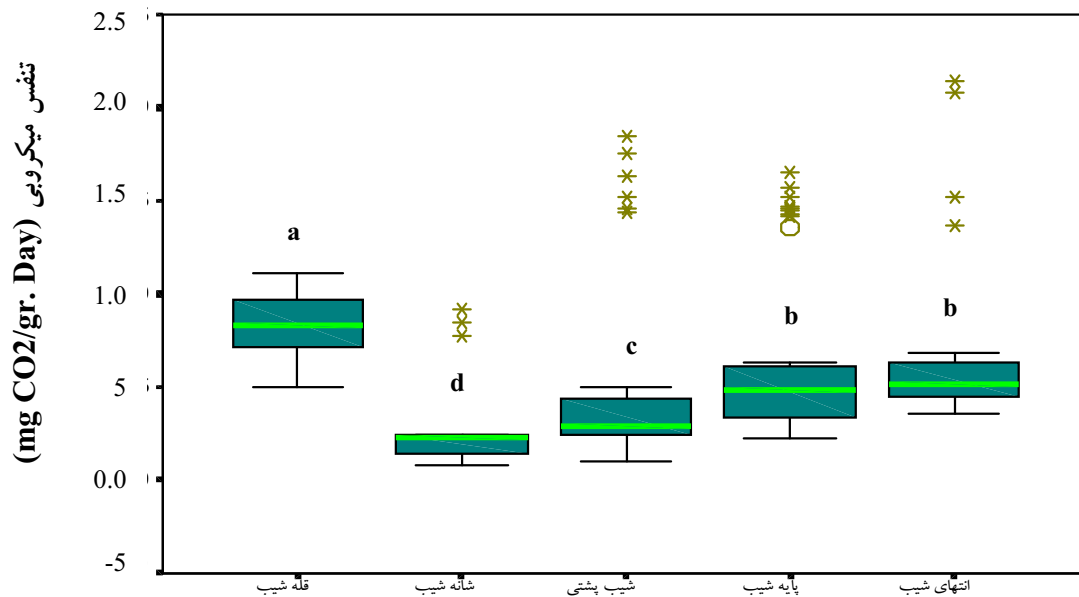 تنفس میکروبی (mg CO2/gr. Day)
2.5
2.0
1.5
1.0
5
0.0
-5
a
d
c
b
b
قله شیب
شانه شیب
شیب پشتی
پایه شیب
انتهای شیب